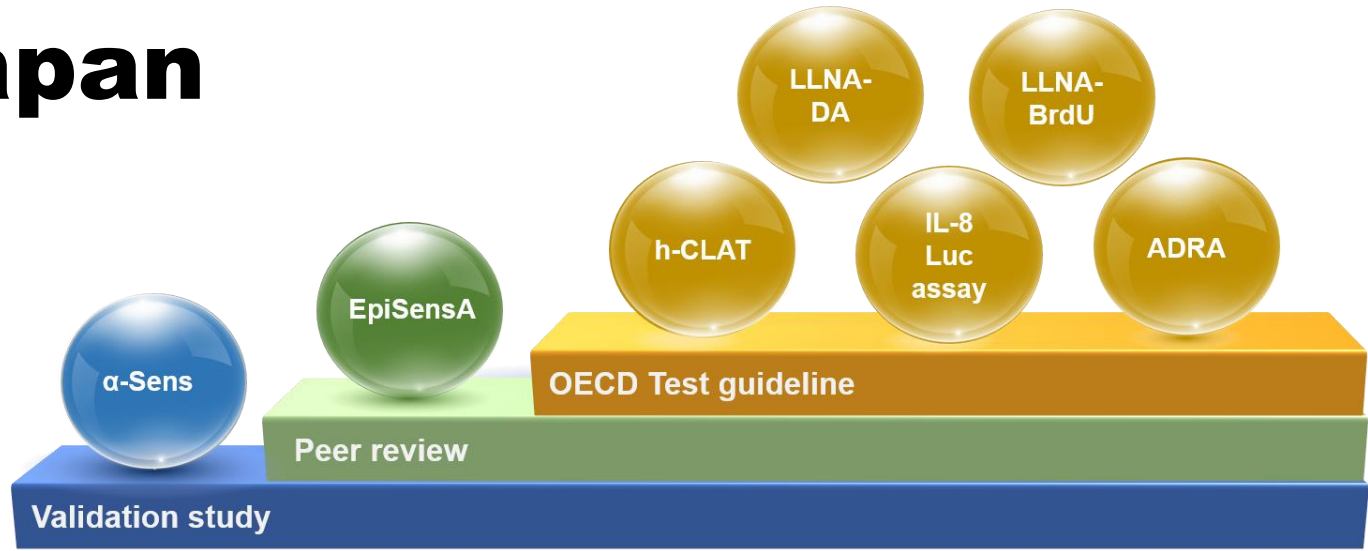 apan
LLNA-
DA
LLNA-
BrdU
h-CLAT
IL-8
Luc
assay
ADRA
EpiSensA
α-Sens
OECD Test guideline
Peer review
Validation study